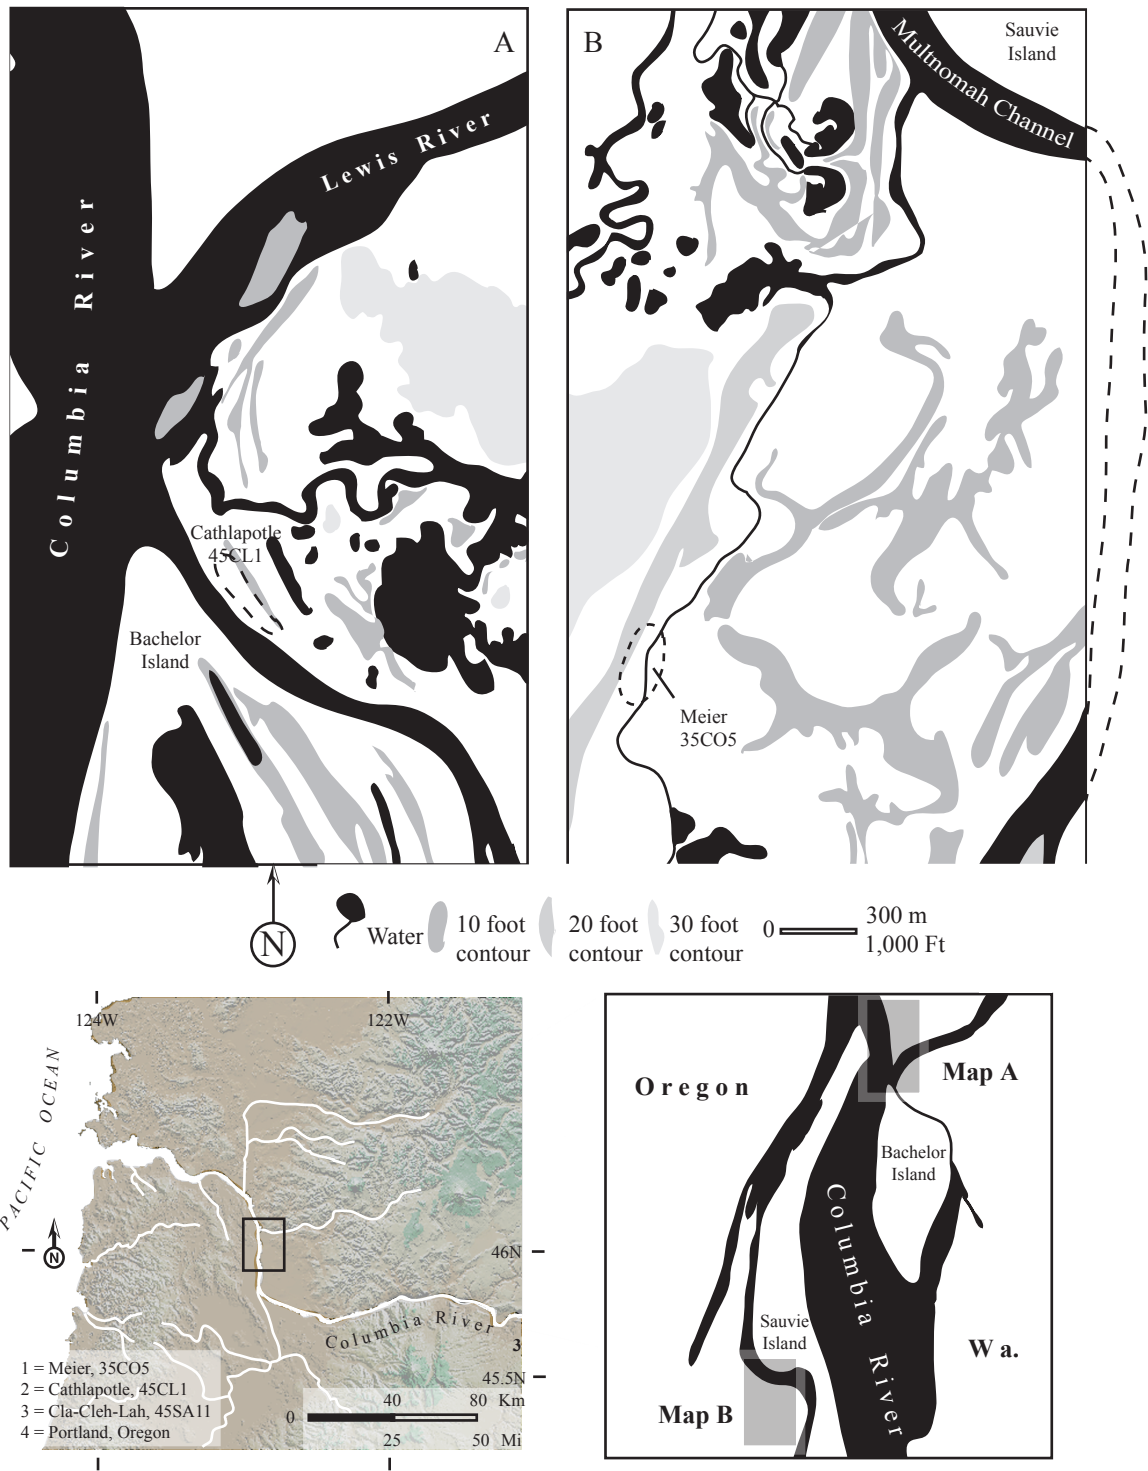 A
Lewis River
Columbia River
Cathlapotle
45CL1
Bachelor
Island
B
Sauvie
Island
Multnomah Channel
Meier
35CO5
N
Water
10 foot
contour
20 foot
contour
30 foot
contour
0
300 m
1,000 Ft
124W
122W
PACIFIC OCEAN
N
46N
Columbia River
3
45.5N
1 = Meier, 35CO5
2 = Cathlapotle, 45CL1
3 = Cla-Cleh-Lah, 45SA11
4 = Portland, Oregon
40
80
Km
0
25
50
Mi
Oregon
Map A
Bachelor
Island
Columbia River
Sauvie
Island
Wa.
Map B